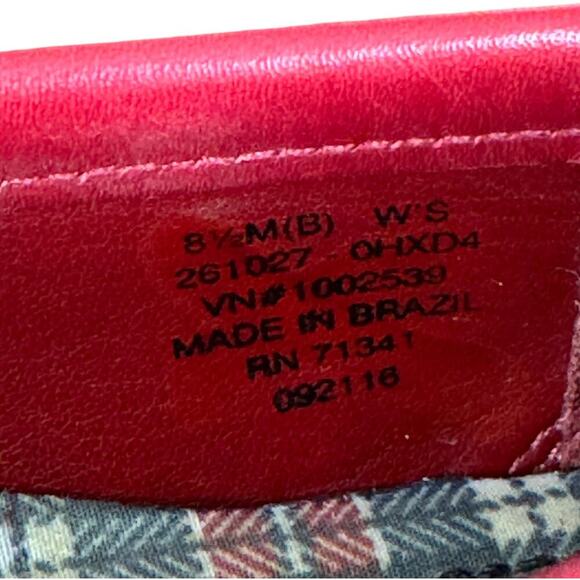 8½M(B) W'S
261027 - 0HXD4
VN#1002539
MADE IN BRAZIL
RN 71341
092116